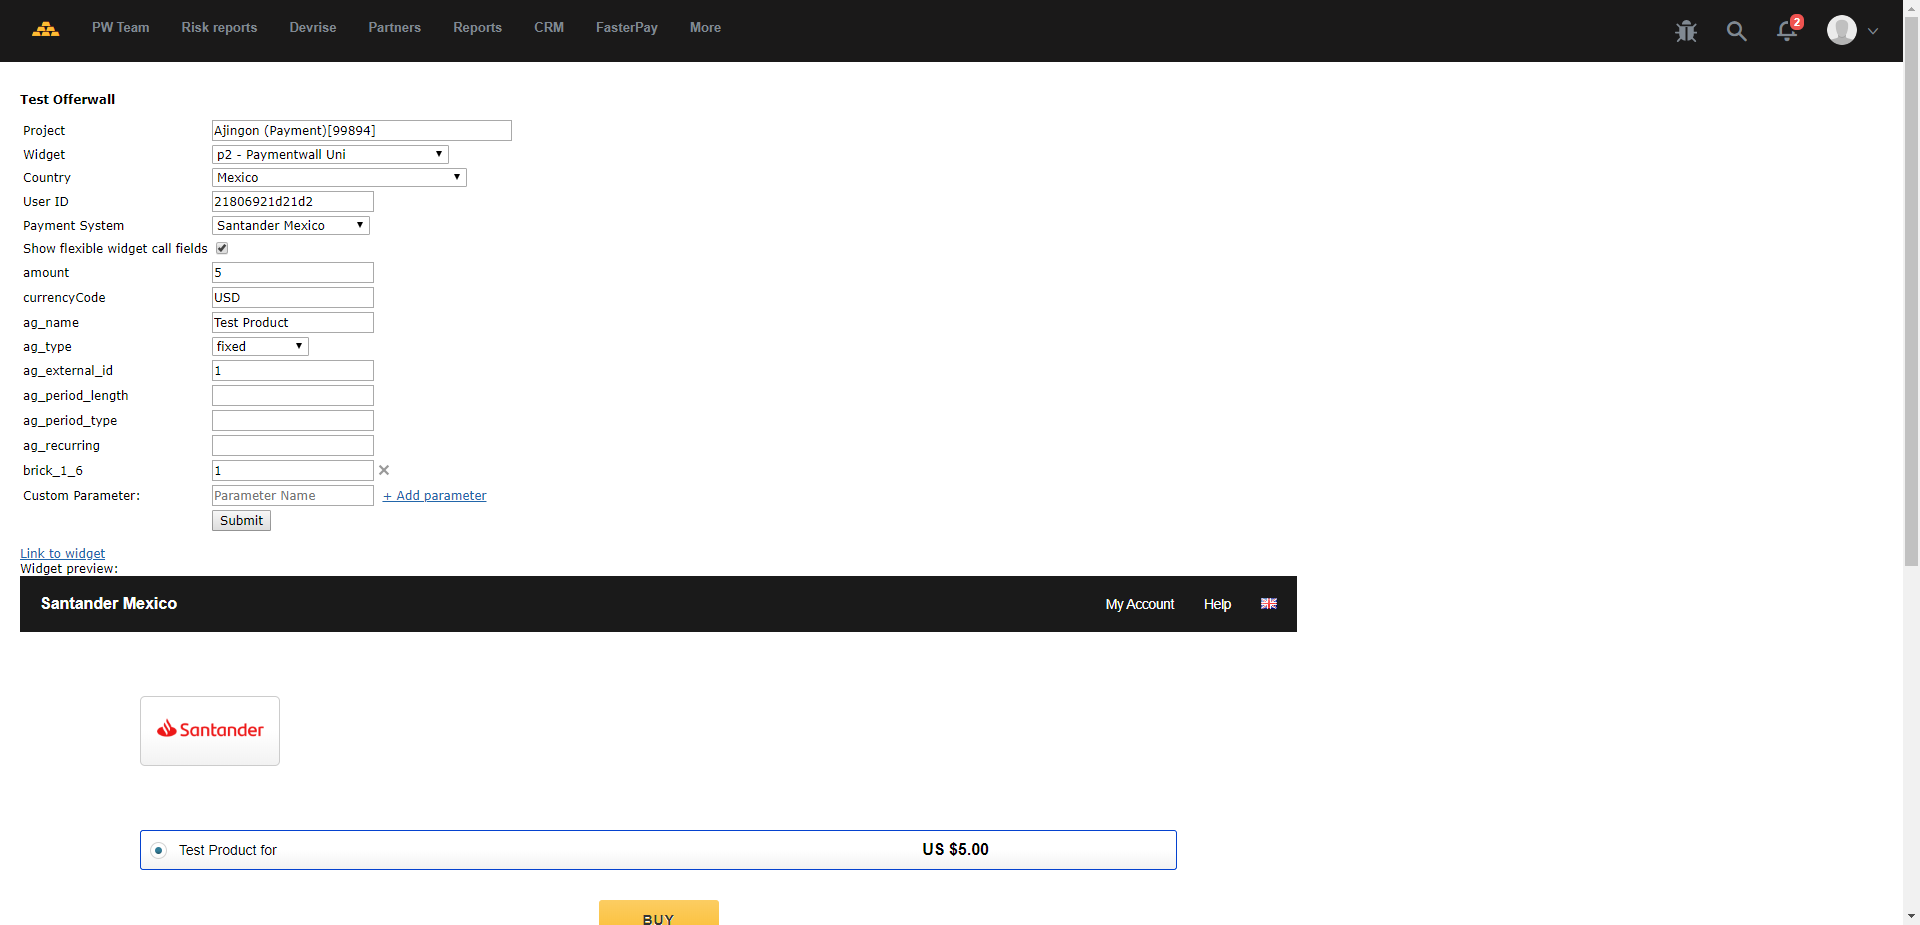 PW Team Risk reports Devrise Partners Reports CRM FasterPay More 2
Test Offerwall
Project Ajingon (Payment)[99894]
Widget p2 - Paymentwall Uni
Country Mexico
User ID 21806921d21d2
Payment System Santander Mexico
Show flexible widget call fields
amount 5
currencyCode USD
ag_name Test Product
ag_type fixed
ag_external_id 1
ag_period_length
ag_period_type
ag_recurring
brick_1_6 1
Custom Parameter: Parameter Name + Add parameter
Submit
Link to widget
Widget preview:
Santander Mexico My Account Help
Santander
Test Product for US $5.00
BUY